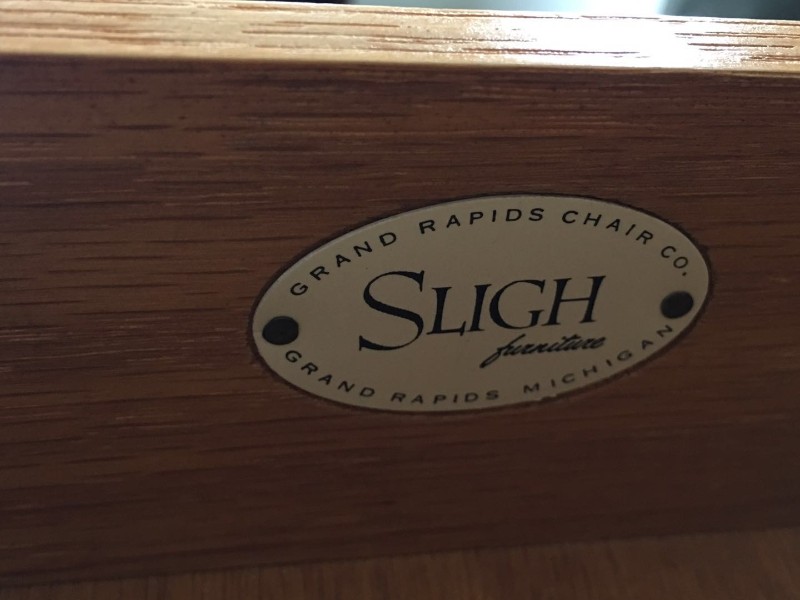 GRAND RAPIDS CHAIR CO.
SLIGH
furniture
GRAND RAPIDS MICHIGAN